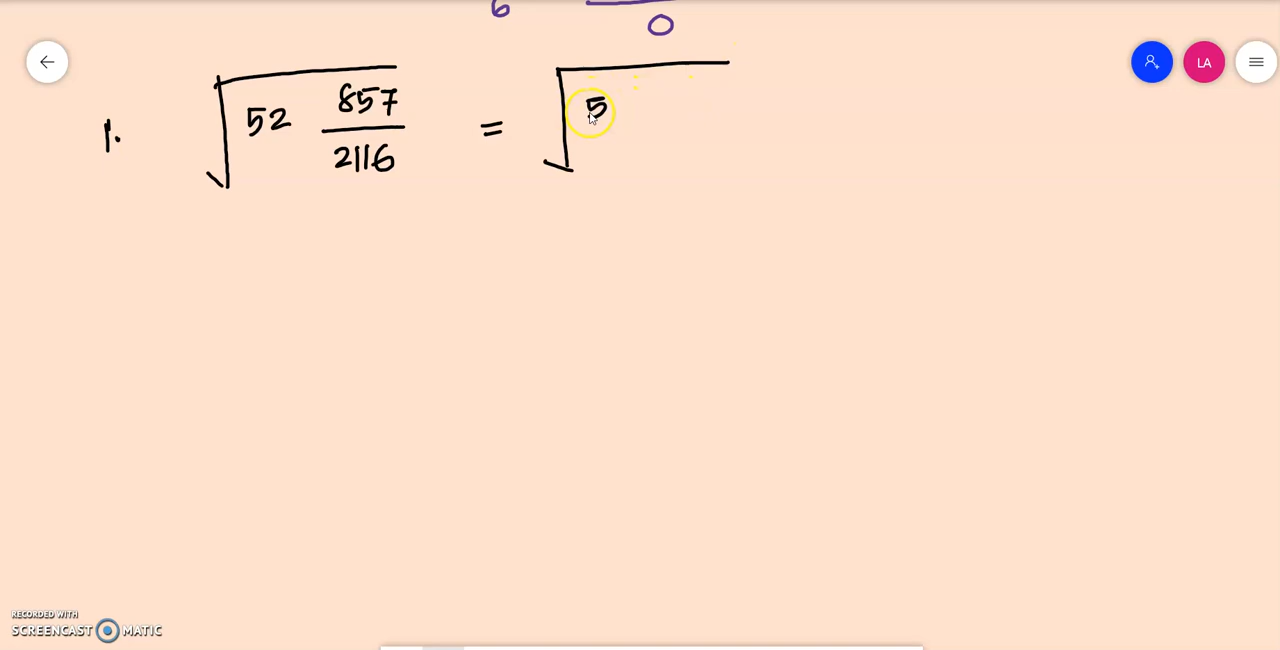 6
0
1. √52 857/2116 = √5
LA
RECORDED WITH
SCREENCAST MATIC